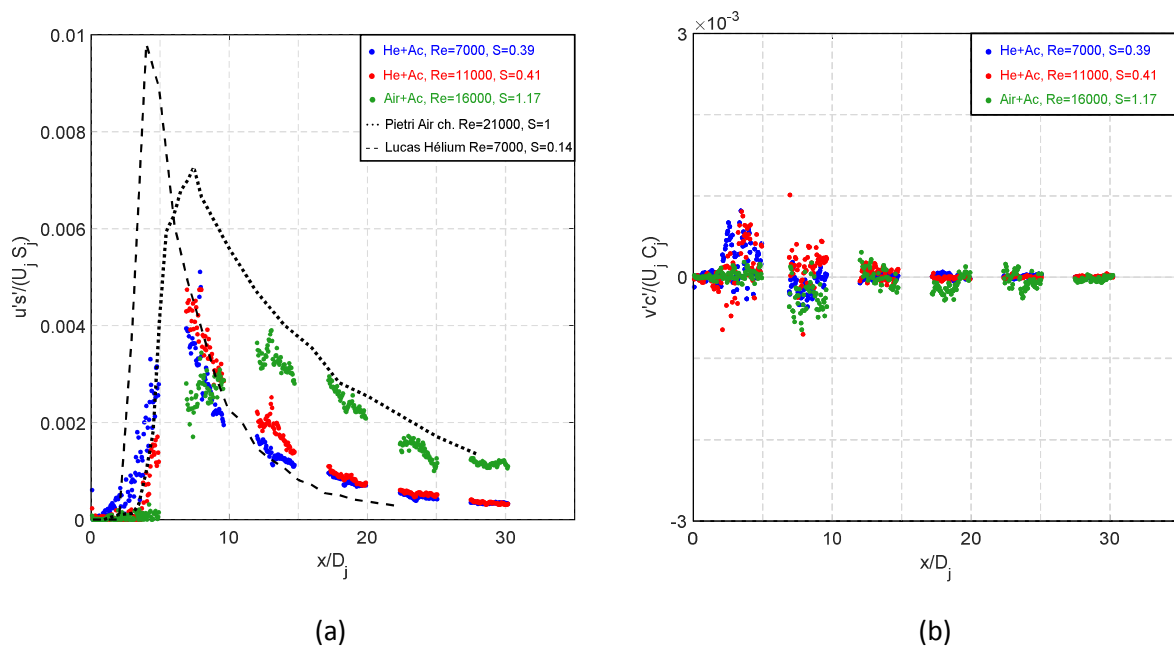 0.01
0.008
0.006
0.004
0.002
0
u's'/(U_j S_j)
He+Ac, Re=7000, S=0.39
He+Ac, Re=11000, S=0.41
Air+Ac, Re=16000, S=1.17
Pietri Air ch. Re=21000, S=1
Lucas Hélium Re=7000, S=0.14
0 10 20 30
x/D_j
(a)
×10^-3
3
0
-3
v'c'/(U_j C_j)
He+Ac, Re=7000, S=0.39
He+Ac, Re=11000, S=0.41
Air+Ac, Re=16000, S=1.17
0 10 20 30
x/D_j
(b)